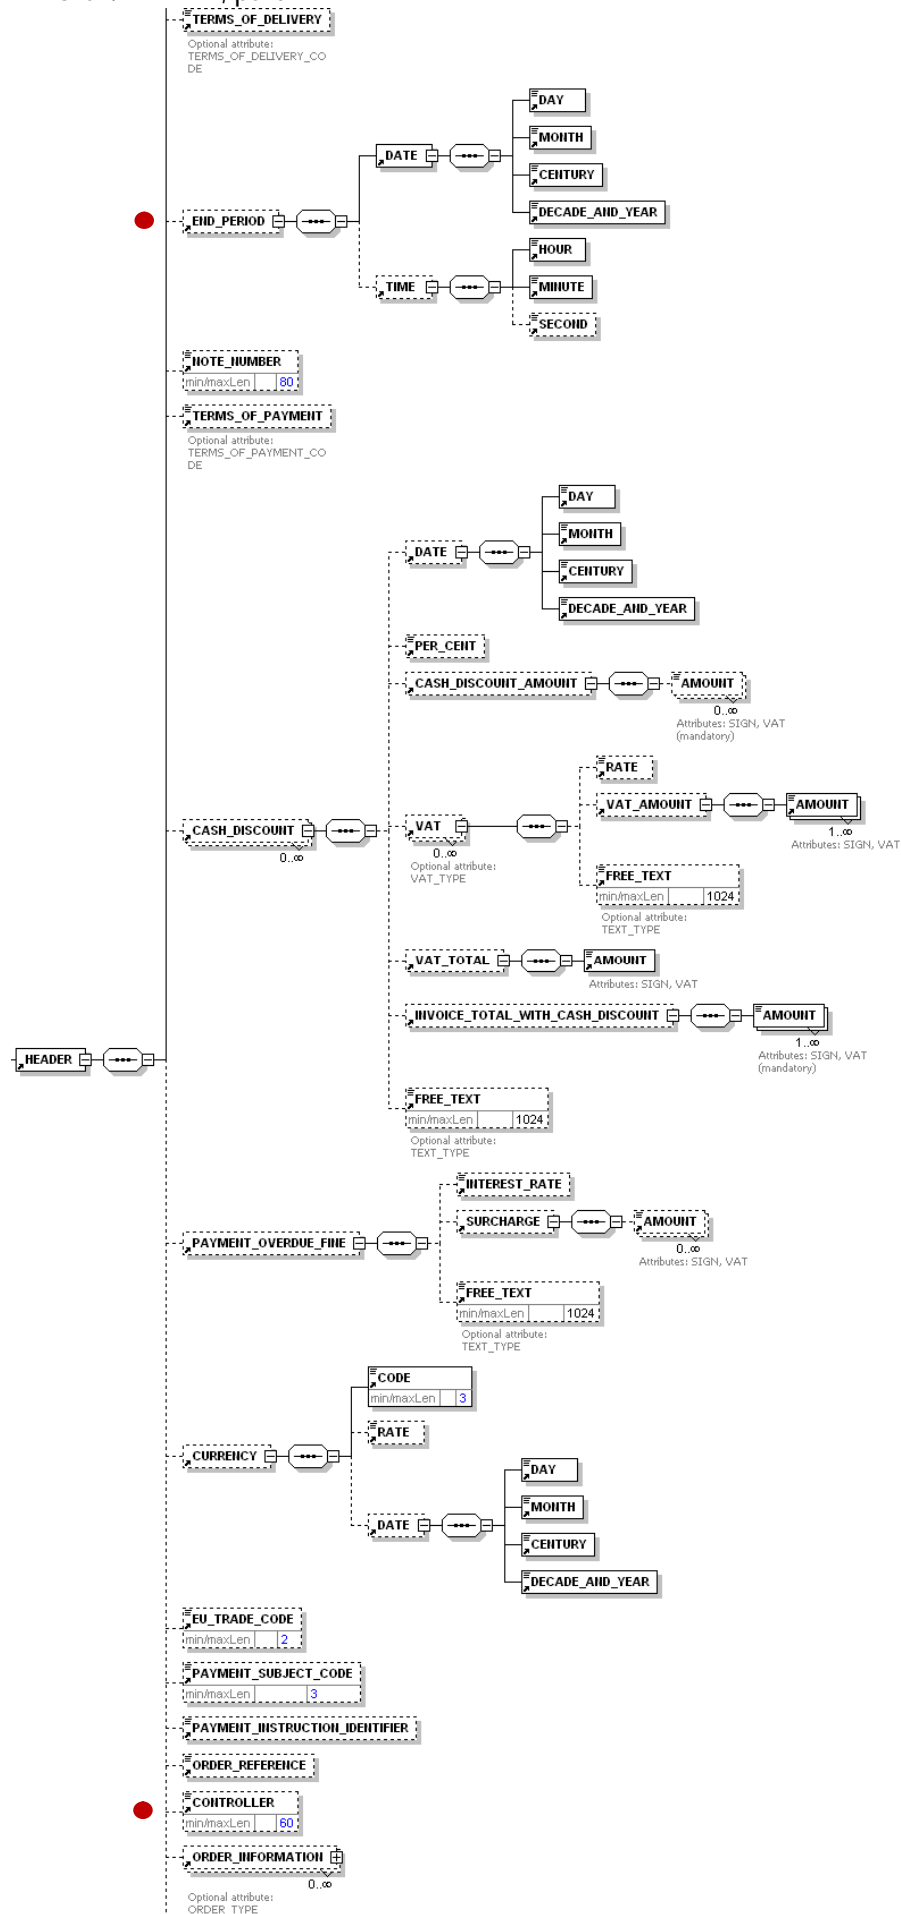 TERMS_OF_DELIVERY
Optional attribute:
TERMS_OF_DELIVERY_CO
DE
DAY
MONTH
DATE
CENTURY
DECADE_AND_YEAR
END_PERIOD
HOUR
TIME
MINUTE
SECOND
NOTE_NUMBER
min/maxLen 80
TERMS_OF_PAYMENT
Optional attribute:
TERMS_OF_PAYMENT_CO
DE
DAY
MONTH
DATE
CENTURY
DECADE_AND_YEAR
PER_CENT
CASH_DISCOUNT_AMOUNT
AMOUNT
0..∞
Attributes: SIGN, VAT
(mandatory)
RATE
VAT_AMOUNT
AMOUNT
1..∞
Attributes: SIGN, VAT
CASH_DISCOUNT
0..∞
VAT
0..∞
Optional attribute:
VAT_TYPE
FREE_TEXT
min/maxLen 1024
Optional attribute:
TEXT_TYPE
VAT_TOTAL
AMOUNT
Attributes: SIGN, VAT
INVOICE_TOTAL_WITH_CASH_DISCOUNT
AMOUNT
1..∞
Attributes: SIGN, VAT
(mandatory)
HEADER
FREE_TEXT
min/maxLen 1024
Optional attribute:
TEXT_TYPE
INTEREST_RATE
SURCHARGE
AMOUNT
0..∞
Attributes: SIGN, VAT
PAYMENT_OVERDUE_FINE
FREE_TEXT
min/maxLen 1024
Optional attribute:
TEXT_TYPE
CODE
min/maxLen 3
RATE
CURRENCY
DAY
MONTH
DATE
CENTURY
DECADE_AND_YEAR
EU_TRADE_CODE
min/maxLen 2
PAYMENT_SUBJECT_CODE
min/maxLen 3
PAYMENT_INSTRUCTION_IDENTIFIER
ORDER_REFERENCE
CONTROLLER
min/maxLen 60
ORDER_INFORMATION
0..∞
Optional attribute:
ORDER_TYPE